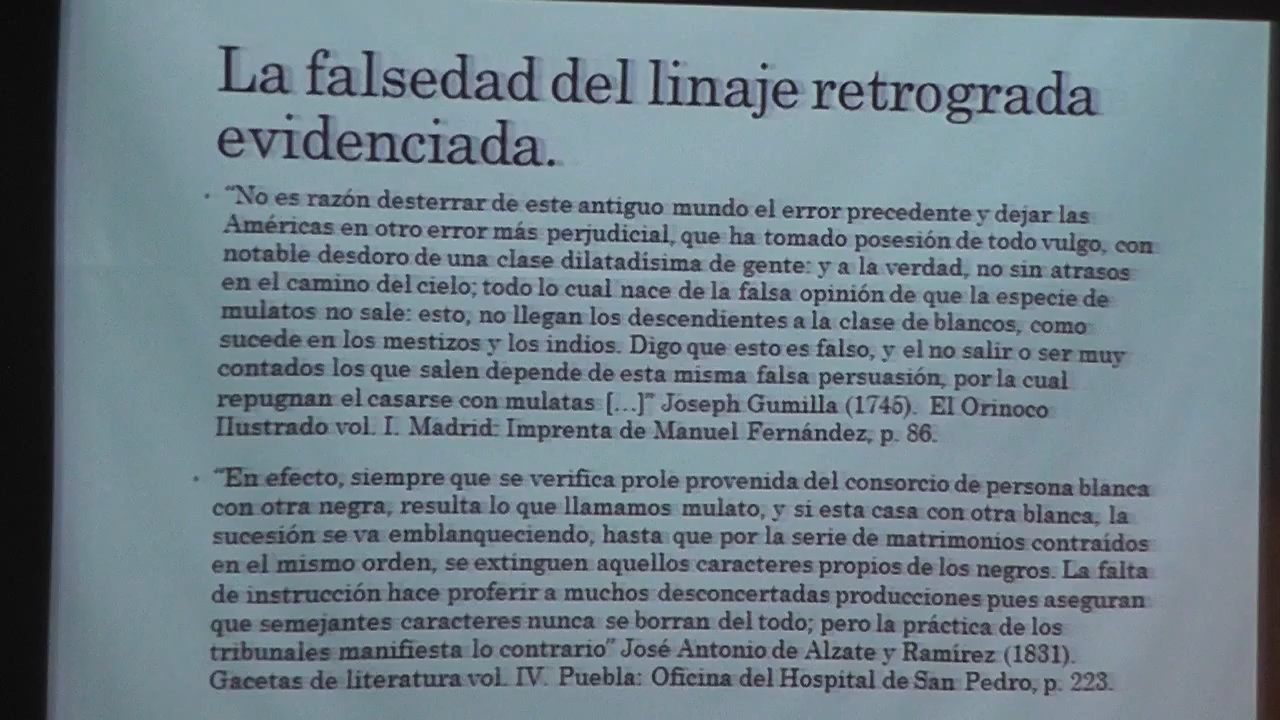 La falsedad del linaje retrograda
evidenciada.
• “No es razón desterrar de este antiguo mundo el error precedente y dejar las
Américas en otro error más perjudicial, que ha tomado posesión de todo vulgo, con
notable desdoro de una clase dilatadísima de gente: y a la verdad, no sin atrasos
en el camino del cielo; todo lo cual nace de la falsa opinión de que la especie de
mulatos no sale: esto, no llegan los descendientes a la clase de blancos, como
sucede en los mestizos y los indios. Digo que esto es falso, y el no salir o ser muy
contados los que salen depende de esta misma falsa persuasión, por la cual
repugnan el casarse con mulatas [...]” Joseph Gumilla (1745). El Orinoco
Ilustrado vol. I. Madrid: Imprenta de Manuel Fernández, p. 86.
• “En efecto, siempre que se verifica prole provenida del consorcio de persona blanca
con otra negra, resulta lo que llamamos mulato, y si esta casa con otra blanca, la
sucesión se va emblanqueciendo, hasta que por la serie de matrimonios contraídos
en el mismo orden, se extinguen aquellos caracteres propios de los negros. La falta
de instrucción hace proferir a muchos desconcertadas producciones pues aseguran
que semejantes caracteres nunca se borran del todo; pero la práctica de los
tribunales manifiesta lo contrario” José Antonio de Alzate y Ramírez (1831).
Gacetas de literatura vol. IV. Puebla: Oficina del Hospital de San Pedro, p. 223.